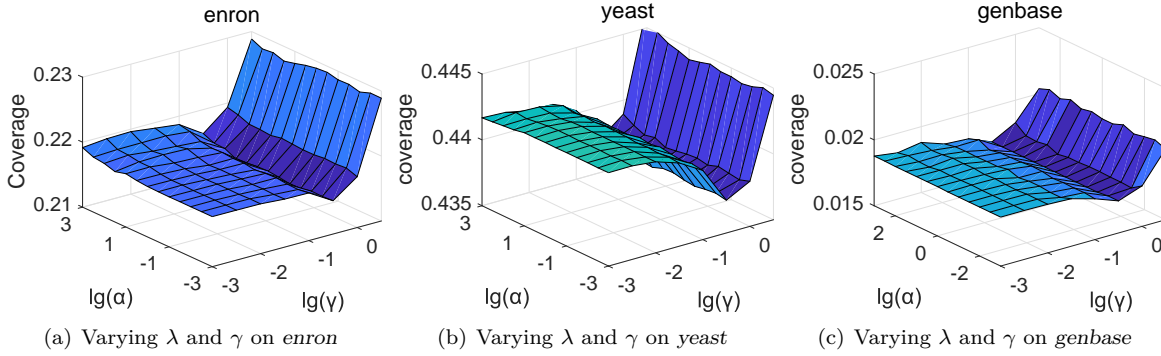 enron
0.23
0.22
0.21
Coverage
3
1
-1
-3
lg(α)
-3
-2
-1
0
lg(γ)
(a) Varying λ and γ on enron
yeast
0.445
0.44
0.435
coverage
3
1
-1
-3
lg(α)
-3
-2
-1
0
lg(γ)
(b) Varying λ and γ on yeast
genbase
0.025
0.02
0.015
coverage
2
0
-2
lg(α)
-3
-2
-1
0
lg(γ)
(c) Varying λ and γ on genbase